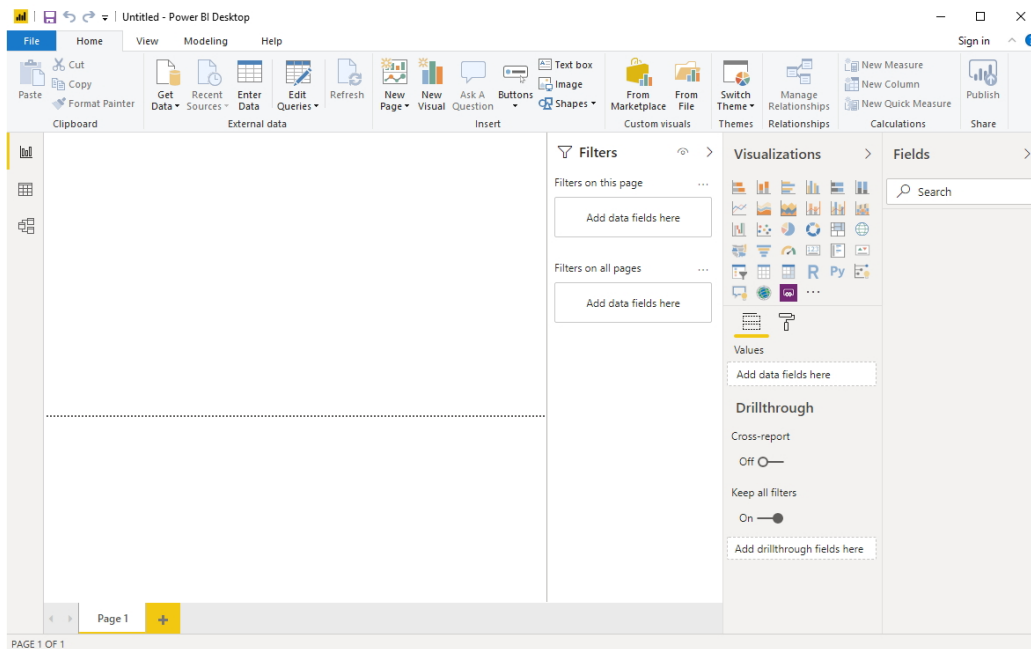 Untitled - Power BI Desktop
File Home View Modeling Help Sign in
Paste
Cut
Copy
Format Painter
Clipboard
Get Data
Recent Sources
Enter Data
Edit Queries
Refresh
External data
New Page
New Visual
Ask A Question
Buttons
Text box
Image
Shapes
Insert
From Marketplace
From File
Custom visuals
Switch Theme
Themes
Manage Relationships
Relationships
New Measure
New Column
New Quick Measure
Calculations
Publish
Share
Filters
Filters on this page ...
Add data fields here
Filters on all pages ...
Add data fields here
Visualizations
R Py
123
...
Values
Add data fields here
Drillthrough
Cross-report
Off
Keep all filters
On
Add drillthrough fields here
Fields
Search
Page 1 +
PAGE 1 OF 1